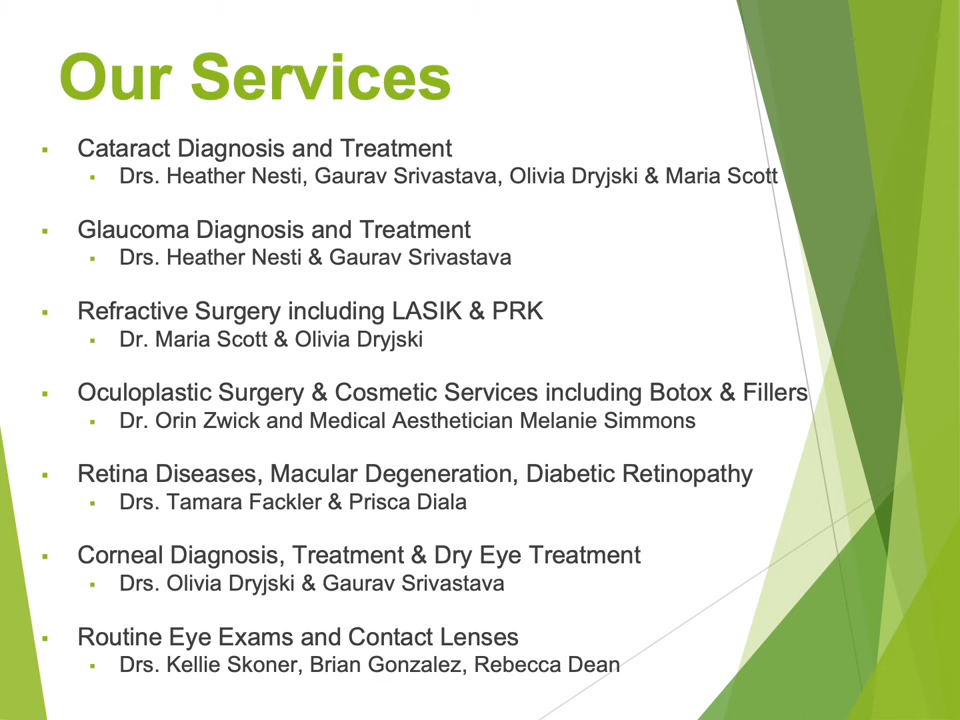 Our Services
▪ Cataract Diagnosis and Treatment
▪ Drs. Heather Nesti, Gaurav Srivastava, Olivia Dryjski & Maria Scott
▪ Glaucoma Diagnosis and Treatment
▪ Drs. Heather Nesti & Gaurav Srivastava
▪ Refractive Surgery including LASIK & PRK
▪ Dr. Maria Scott & Olivia Dryjski
▪ Oculoplastic Surgery & Cosmetic Services including Botox & Fillers
▪ Dr. Orin Zwick and Medical Aesthetician Melanie Simmons
▪ Retina Diseases, Macular Degeneration, Diabetic Retinopathy
▪ Drs. Tamara Fackler & Prisca Diala
▪ Corneal Diagnosis, Treatment & Dry Eye Treatment
▪ Drs. Olivia Dryjski & Gaurav Srivastava
▪ Routine Eye Exams and Contact Lenses
▪ Drs. Kellie Skoner, Brian Gonzalez, Rebecca Dean